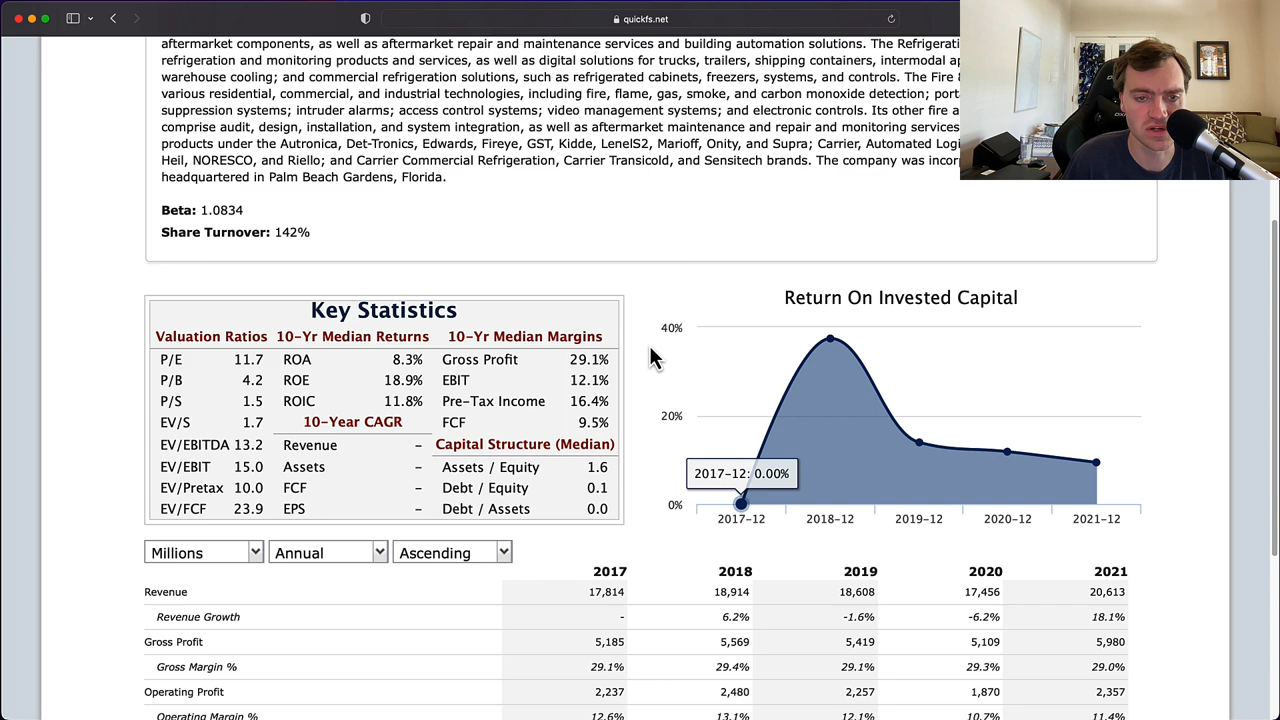 quickfs.net
aftermarket components, as well as aftermarket repair and maintenance services and building automation solutions. The Refrigerati
refrigeration and monitoring products and services, as well as digital solutions for trucks, trailers, shipping containers, intermodal ap
warehouse cooling; and commercial refrigeration solutions, such as refrigerated cabinets, freezers, systems, and controls. The Fire
various residential, commercial, and industrial technologies, including fire, flame, gas, smoke, and carbon monoxide detection; port
suppression systems; intruder alarms; access control systems; video management systems; and electronic controls. Its other fire a
comprise audit, design, installation, and system integration, as well as aftermarket maintenance and repair and monitoring services
products under the Autronica, Det-Tronics, Edwards, Fireye, GST, Kidde, LenelS2, Marioff, Onity, and Supra; Carrier, Automated Logi
Heil, NORESCO, and Riello; and Carrier Commercial Refrigeration, Carrier Transicold, and Sensitech brands. The company was incor
headquartered in Palm Beach Gardens, Florida.
Beta: 1.0834
Share Turnover: 142%
Key Statistics
Valuation Ratios 10-Yr Median Returns 10-Yr Median Margins
P/E 11.7 ROA 8.3% Gross Profit 29.1%
P/B 4.2 ROE 18.9% EBIT 12.1%
P/S 1.5 ROIC 11.8% Pre-Tax Income 16.4%
EV/S 1.7 10-Year CAGR FCF 9.5%
EV/EBITDA 13.2 Revenue – Capital Structure (Median)
EV/EBIT 15.0 Assets – Assets / Equity 1.6
EV/Pretax 10.0 FCF – Debt / Equity 0.1
EV/FCF 23.9 EPS – Debt / Assets 0.0
Return On Invested Capital
40%
20%
2017-12: 0.00%
0%
2017-12 2018-12 2019-12 2020-12 2021-12
Millions Annual Ascending
2017 2018 2019 2020 2021
Revenue 17,814 18,914 18,608 17,456 20,613
Revenue Growth - 6.2% -1.6% -6.2% 18.1%
Gross Profit 5,185 5,569 5,419 5,109 5,980
Gross Margin % 29.1% 29.4% 29.1% 29.3% 29.0%
Operating Profit 2,237 2,480 2,257 1,870 2,357
Operating Margin % 12.6% 13.1% 12.1% 10.7% 11.4%